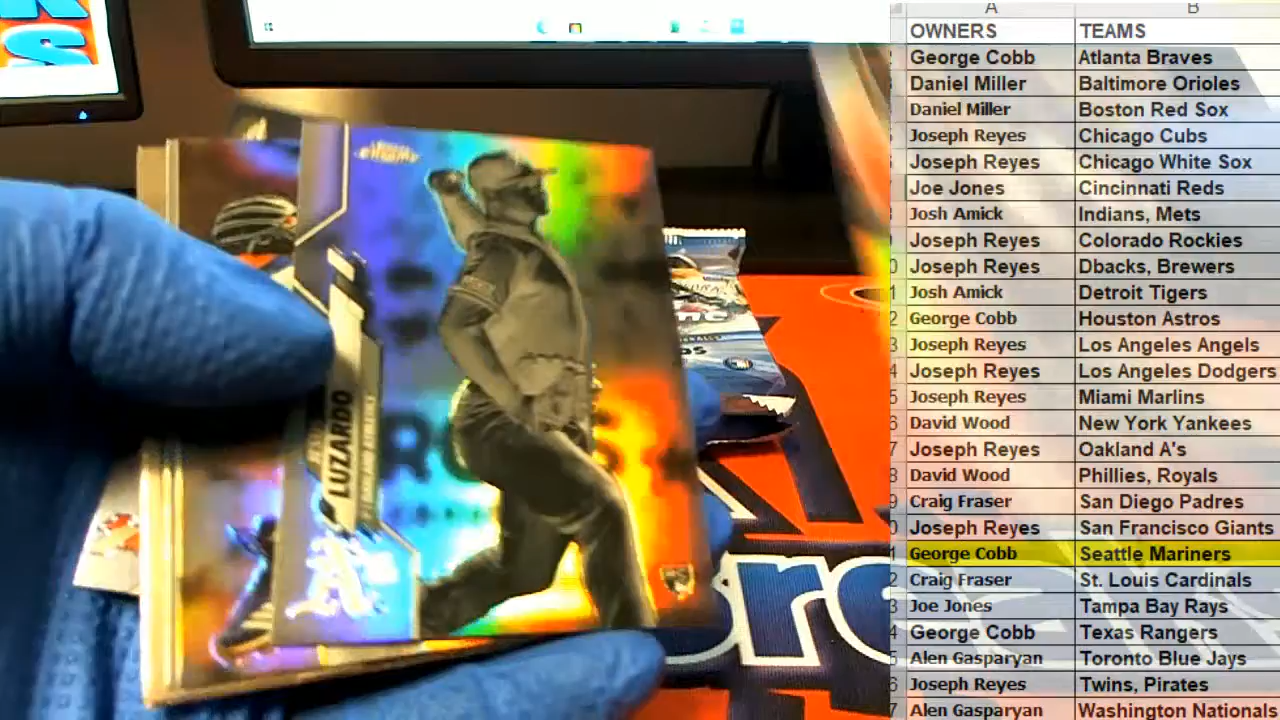 A B
OWNERS TEAMS
George Cobb Atlanta Braves
Daniel Miller Baltimore Orioles
Daniel Miller Boston Red Sox
Joseph Reyes Chicago Cubs
Joseph Reyes Chicago White Sox
Joe Jones Cincinnati Reds
Josh Amick Indians, Mets
Joseph Reyes Colorado Rockies
Joseph Reyes Dbacks, Brewers
Josh Amick Detroit Tigers
George Cobb Houston Astros
Joseph Reyes Los Angeles Angels
Joseph Reyes Los Angeles Dodgers
Joseph Reyes Miami Marlins
David Wood New York Yankees
Joseph Reyes Oakland A's
David Wood Phillies, Royals
Craig Fraser San Diego Padres
Joseph Reyes San Francisco Giants
George Cobb Seattle Mariners
Craig Fraser St. Louis Cardinals
Joe Jones Tampa Bay Rays
George Cobb Texas Rangers
Alen Gasparyan Toronto Blue Jays
Joseph Reyes Twins, Pirates
Alen Gasparyan Washington Nationals
LUZARDO